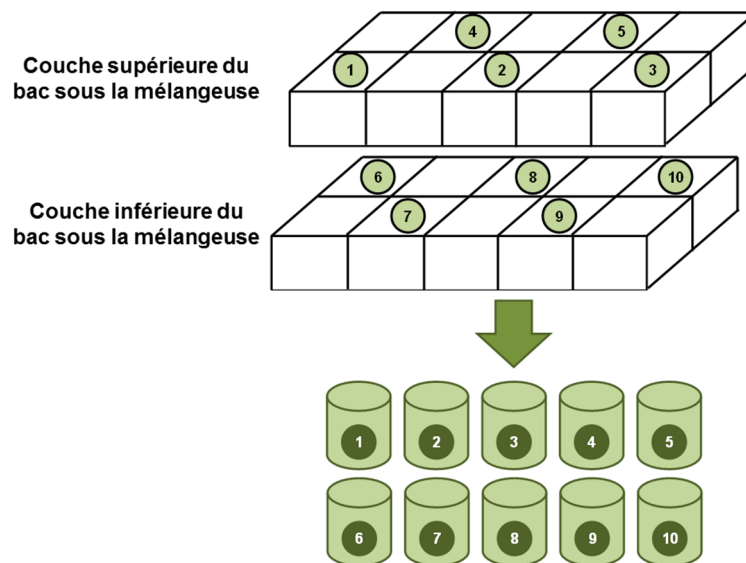 4 5
Couche supérieure du
bac sous la mélangeuse
1 2 3
6 8 10
Couche inférieure du
bac sous la mélangeuse
7 9
1 2 3 4 5
6 7 8 9 10